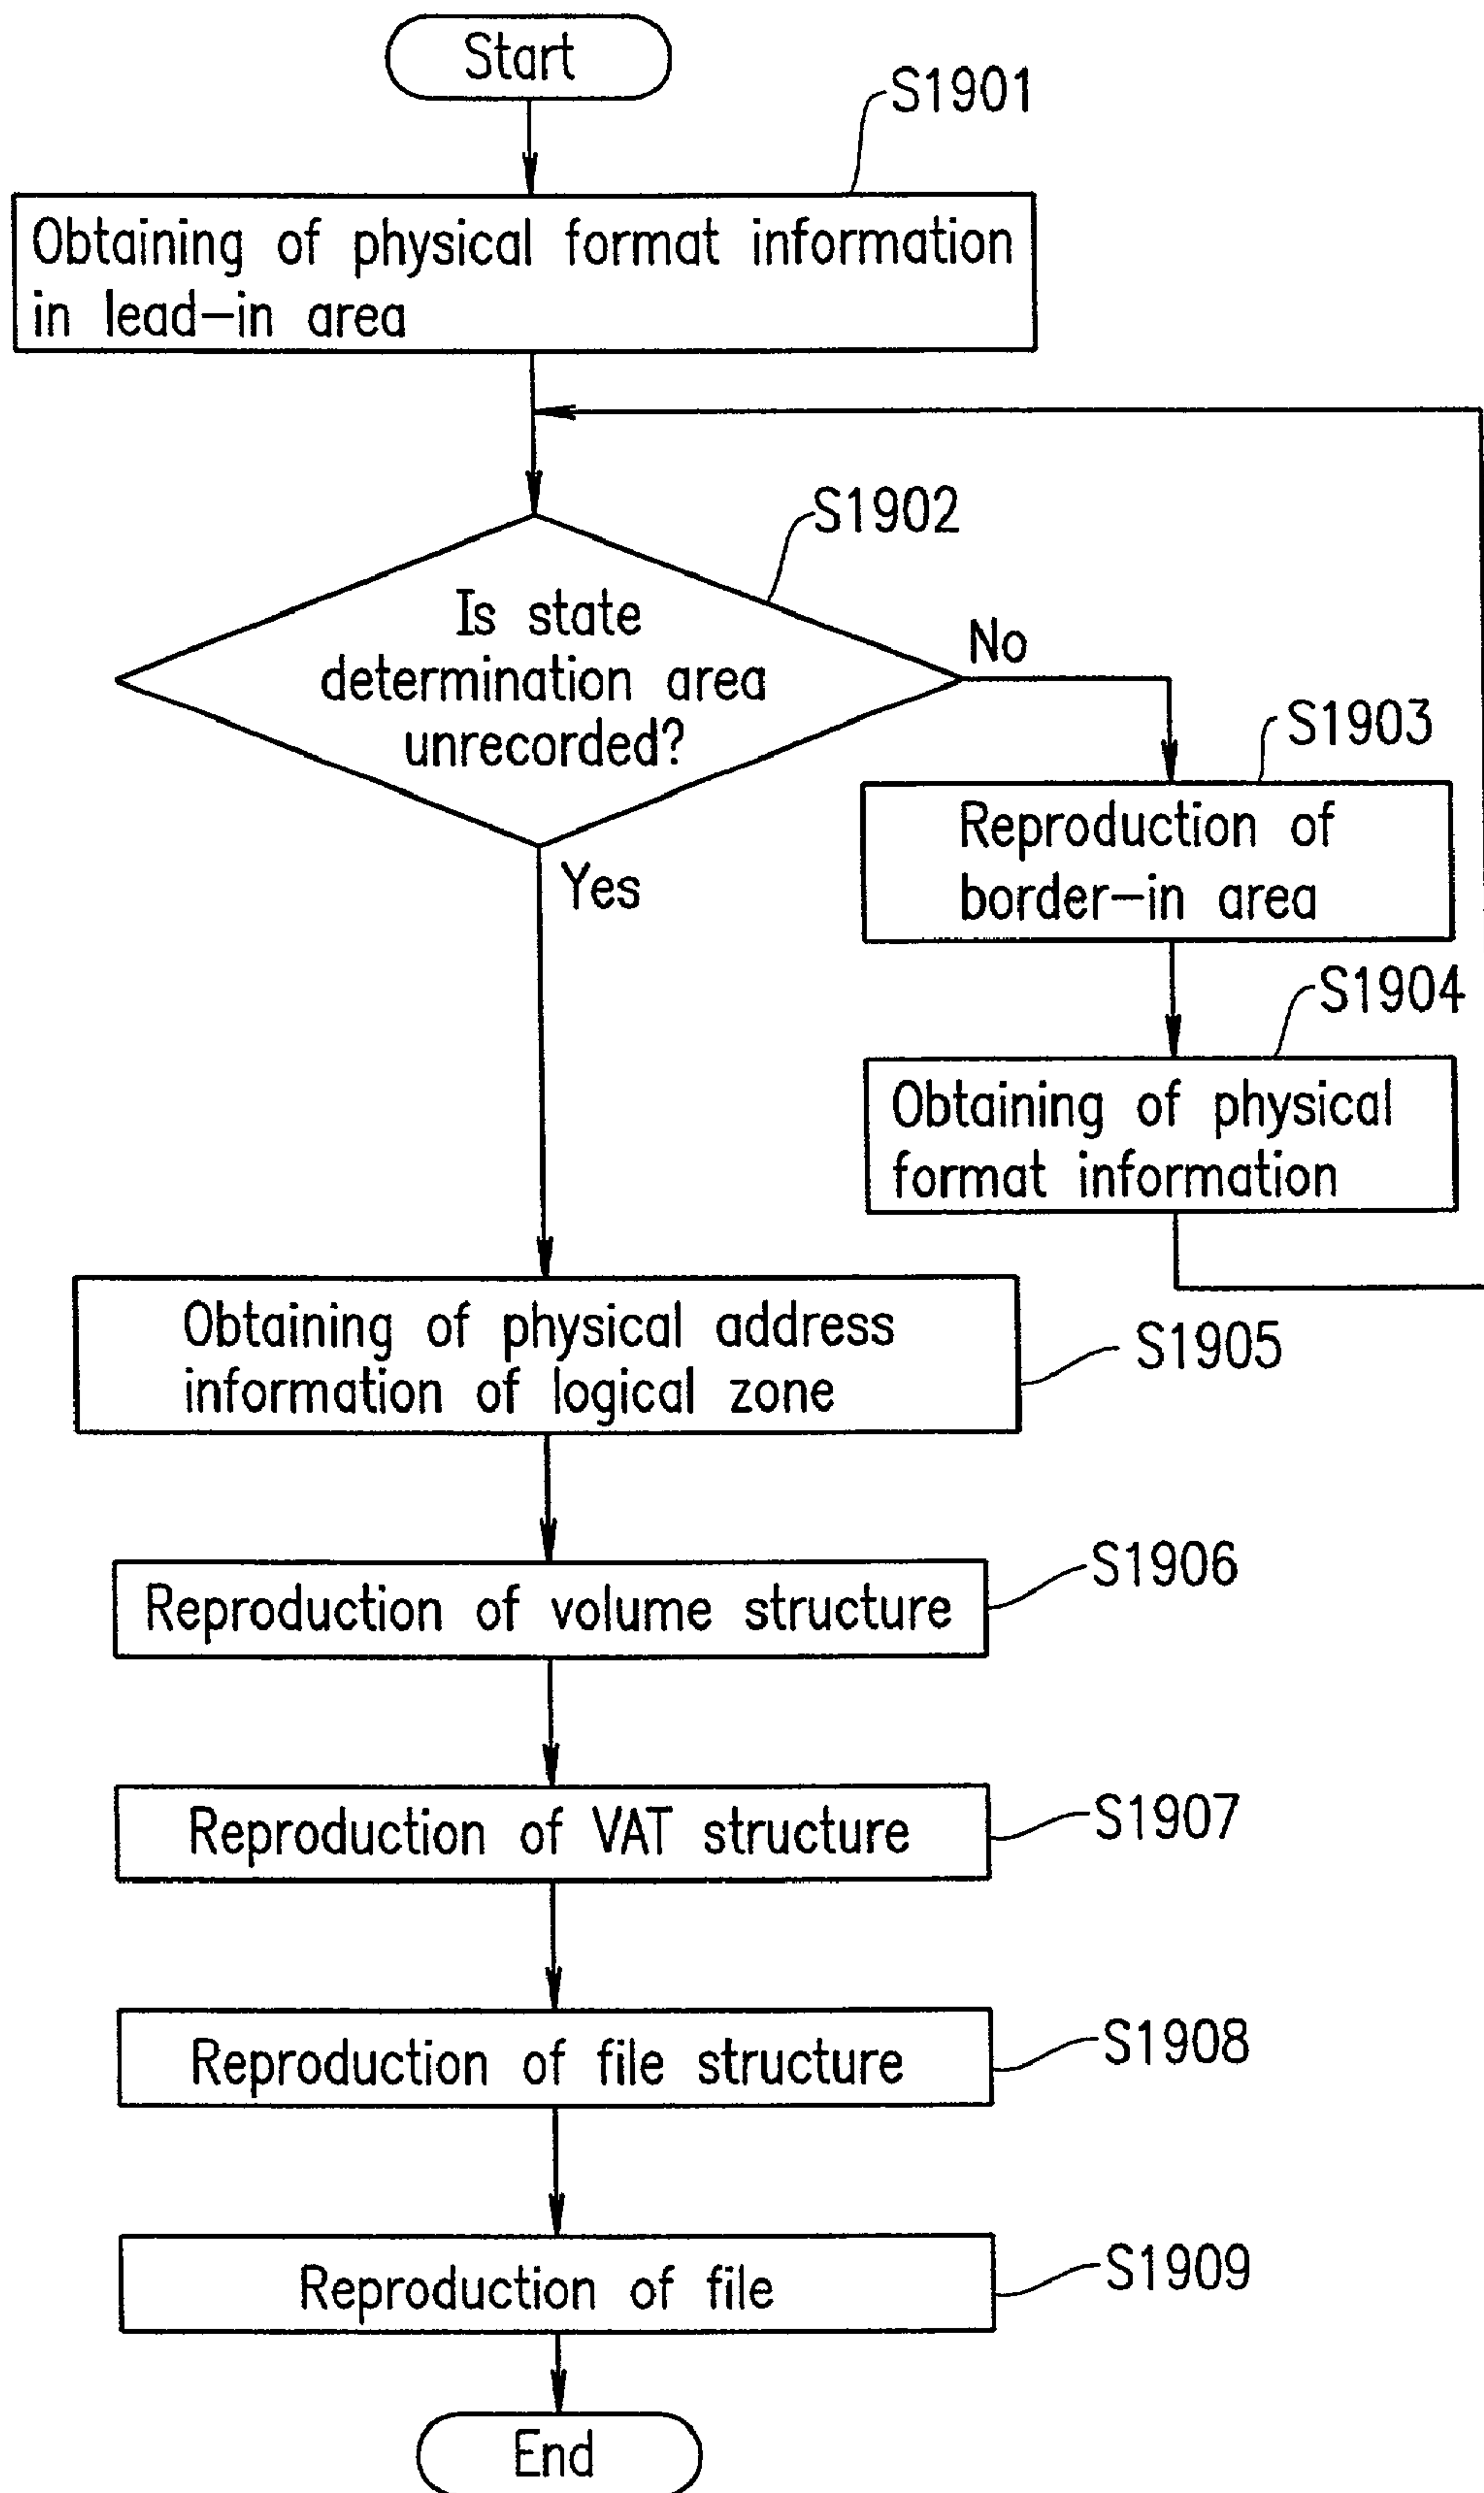 Start
S1901
Obtaining of physical format information
in lead-in area
S1902
Is state
determination area
unrecorded?
No
Yes
S1903
Reproduction of
border-in area
S1904
Obtaining of physical
format information
Obtaining of physical address
information of logical zone
S1905
Reproduction of volume structure
S1906
Reproduction of VAT structure
S1907
Reproduction of file structure
S1908
Reproduction of file
S1909
End